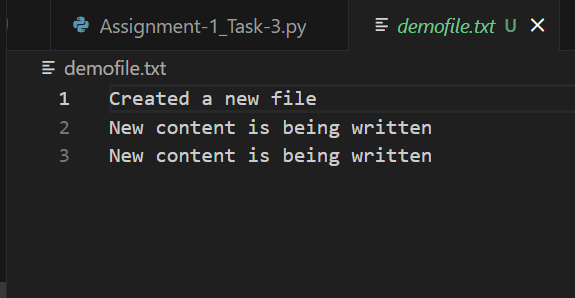 Assignment-1_Task-3.py demofile.txt U
demofile.txt
1 Created a new file
2 New content is being written
3 New content is being written